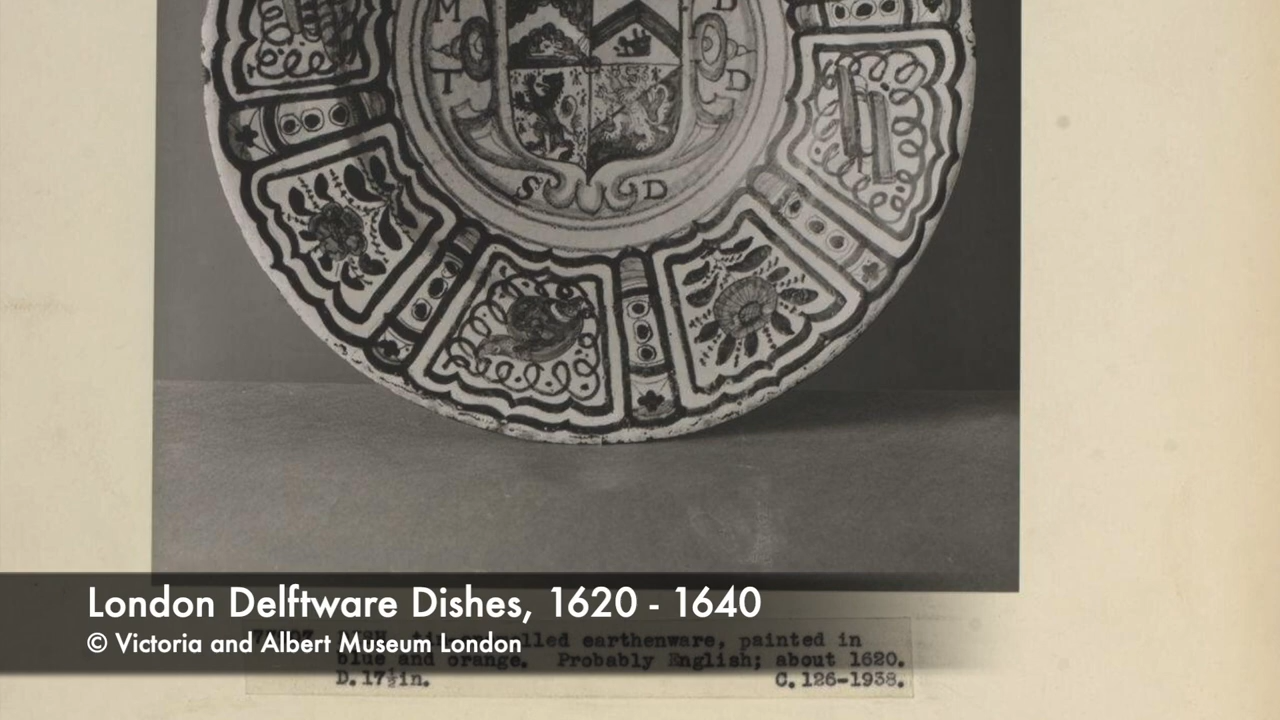 M D
T D
S D
London Delftware Dishes, 1620 - 1640
© Victoria and Albert Museum London
earthenware, painted in
blue and orange. Probably English; about 1620.
D. 17½in. C. 126-1938.